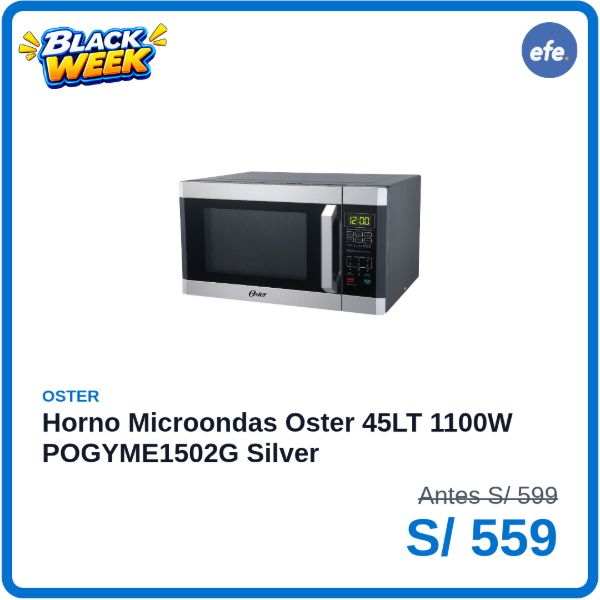 BLACK
WEEK
efe.
12:00
Oster
OSTER
Horno Microondas Oster 45LT 1100W
POGYME1502G Silver
Antes S/ 599
S/ 559